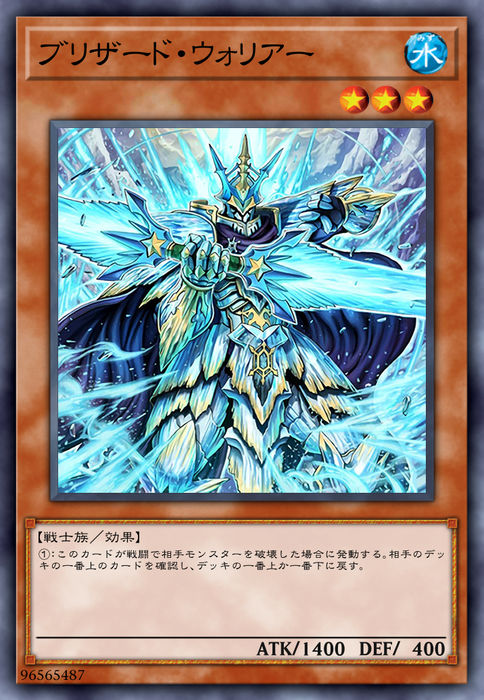 ブリザード・ウォリアー
みず
水
【戦士族／効果】
①：このカードが戦闘で相手モンスターを破壊した場合に発動する。相手のデッ
キの一番上のカードを確認し、デッキの一番上か一番下に戻す。
ATK/1400 DEF/ 400
96565487